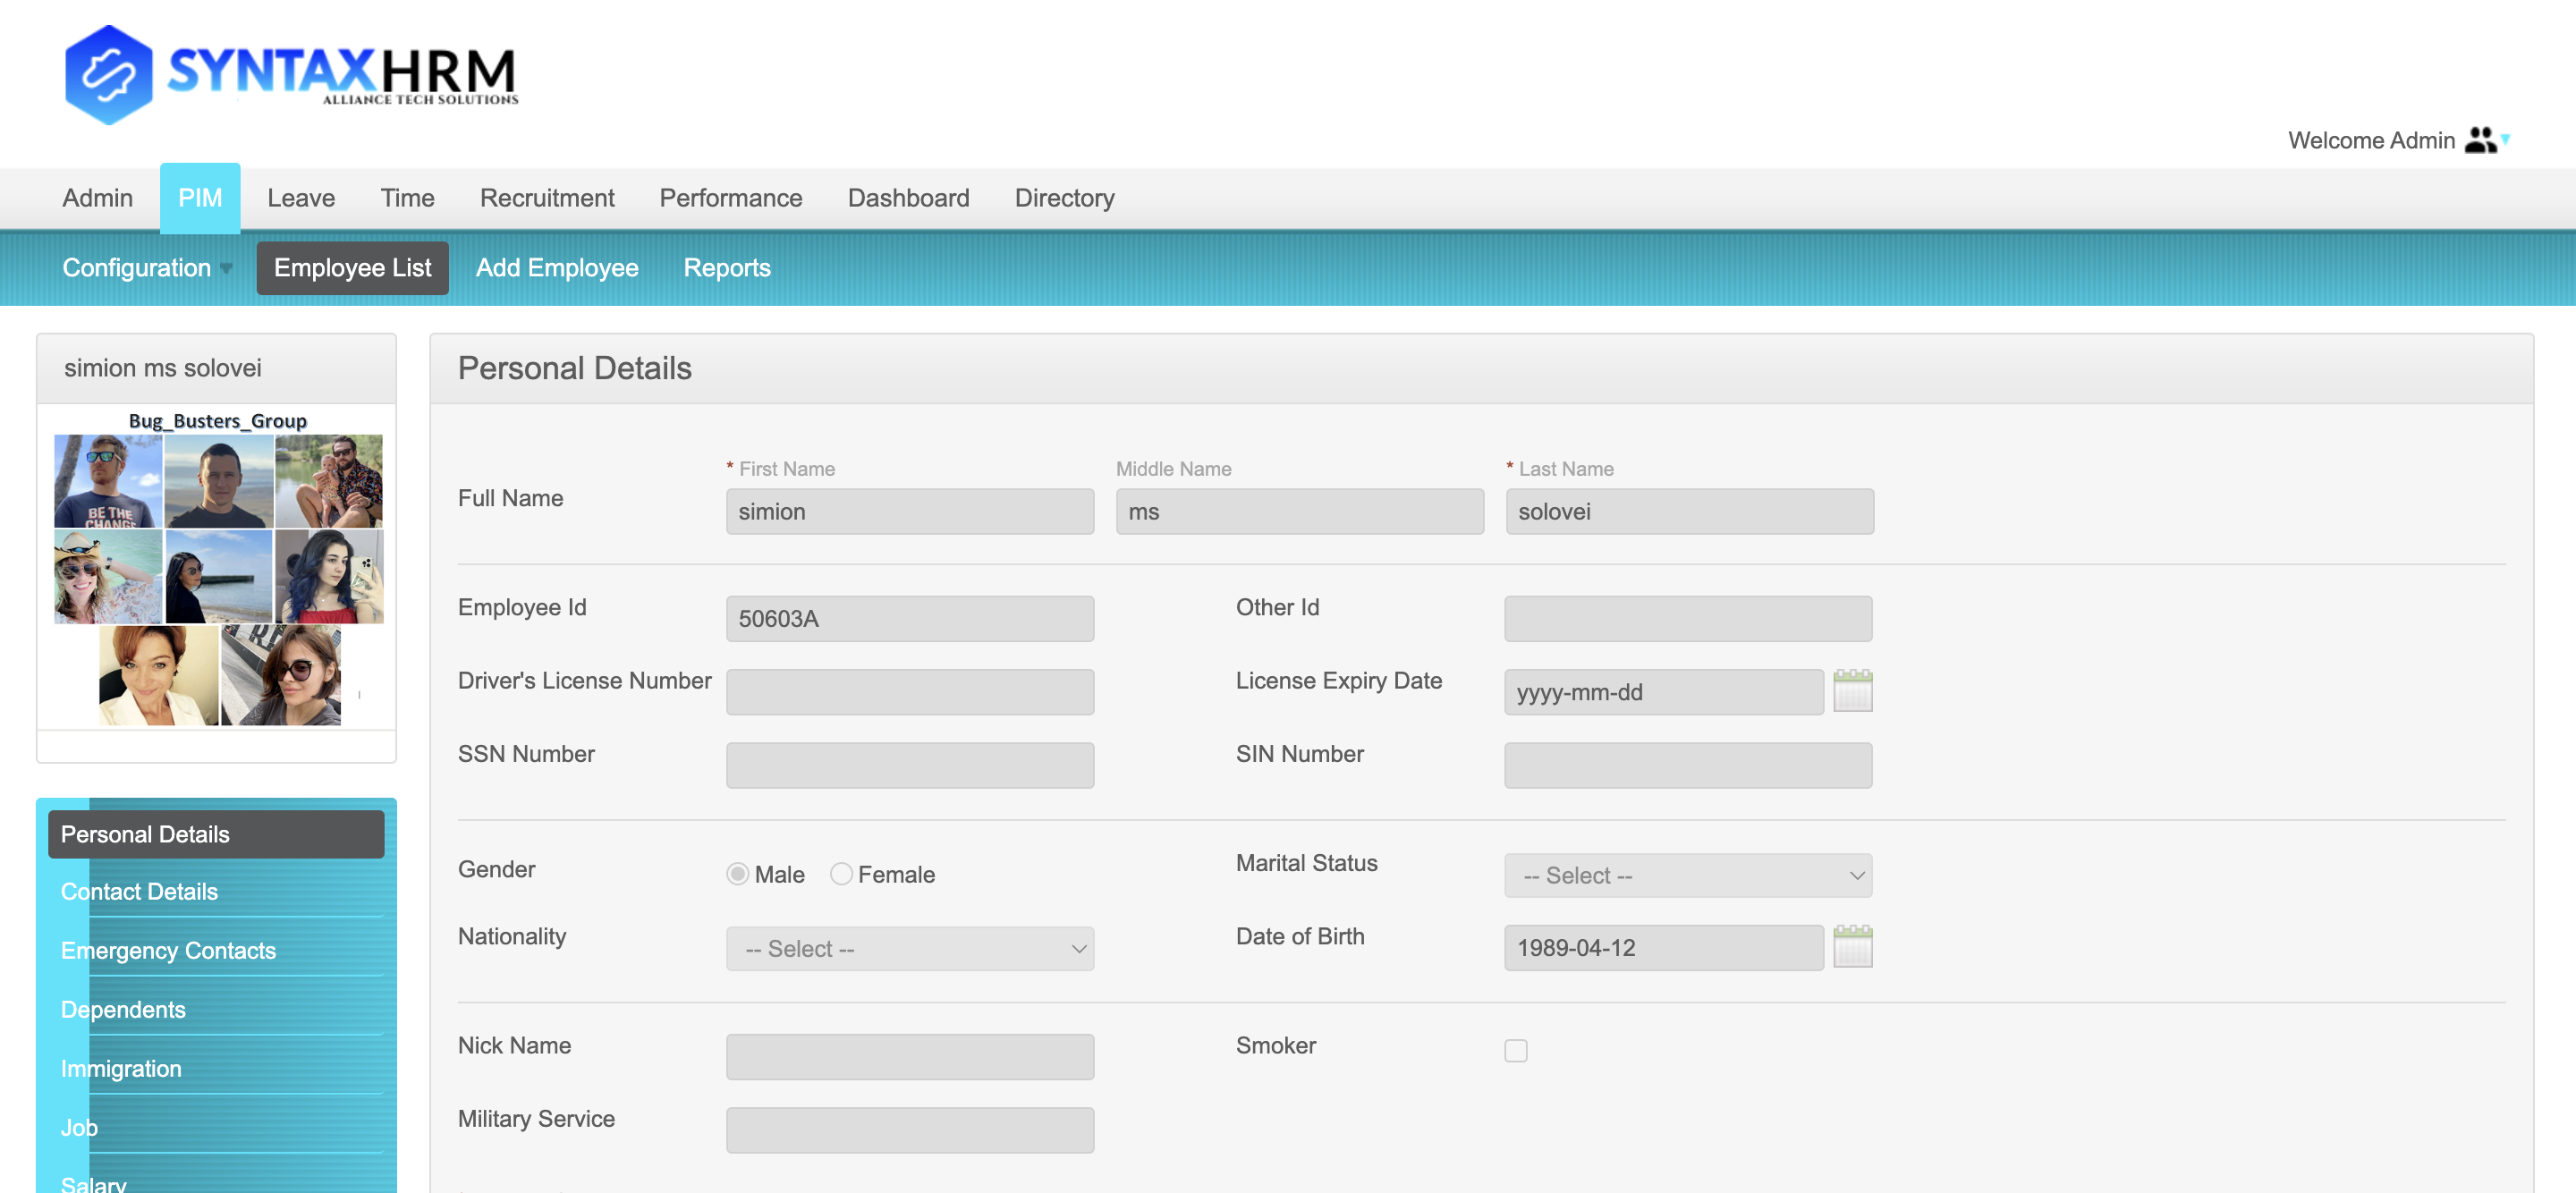 SYNTAXHRM
ALLIANCE TECH SOLUTIONS
Welcome Admin
Admin PIM Leave Time Recruitment Performance Dashboard Directory
Configuration Employee List Add Employee Reports
simion ms solovei
Bug_Busters_Group
BE THE
CHANGE
Personal Details
Contact Details
Emergency Contacts
Dependents
Immigration
Job
Salary
Personal Details
* First Name Middle Name * Last Name
Full Name simion ms solovei
Employee Id 50603A Other Id
Driver's License Number License Expiry Date yyyy-mm-dd
SSN Number SIN Number
Gender Male Female Marital Status -- Select --
Nationality -- Select -- Date of Birth 1989-04-12
Nick Name Smoker
Military Service